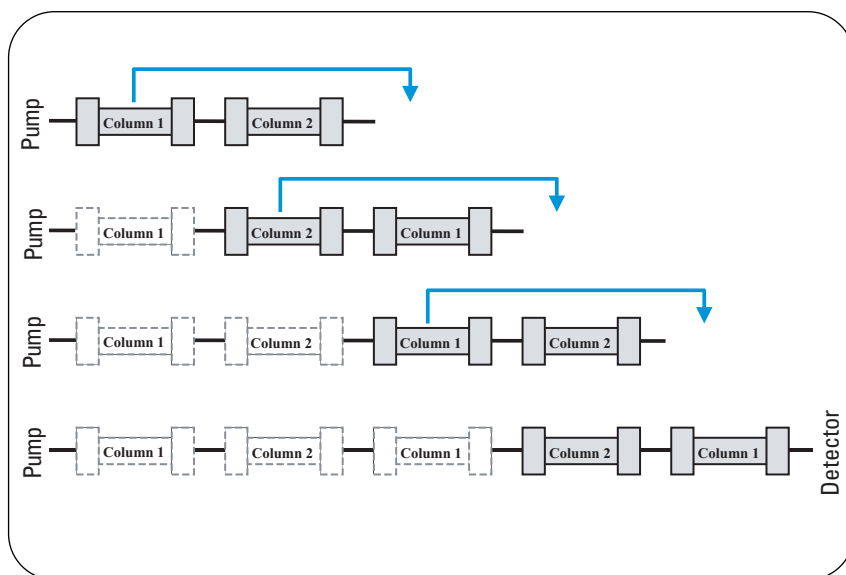 Pump Column 1 Column 2
Pump Column 1 Column 2 Column 1
Pump Column 1 Column 2 Column 1 Column 2
Pump Column 1 Column 2 Column 1 Column 2 Column 1 Detector